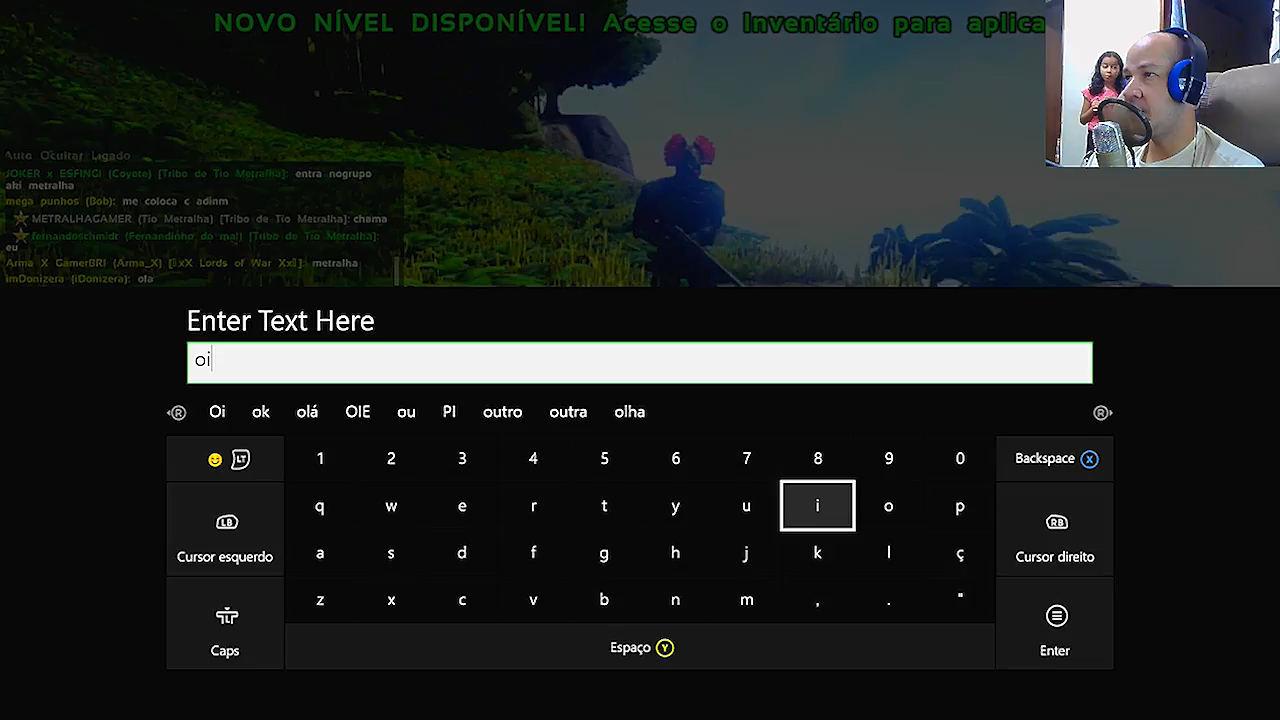 NOVO NÍVEL DISPONÍVEL! Acesse o Inventário para aplica
Auto Ocultar Ligado
JOKER x ESFINGI (Coyote) [Tribo de Tio Metralha]: entra nogrupo
aki metralha
mega punhos (Bob): me coloca c adinm
METRALHAGAMER (Tio Metralha) [Tribo de Tio Metralha]: chama
fernandoschmidt (Fernandinho do mal) [Tribo de Tio Metralha]:
eu
Arma X GamerBRI (Arma_X) [xX Lords of War Xx]: metralha
imDonizera (iDonizera): ola
Enter Text Here
oi
R Oi ok olá OIE ou PI outro outra olha R
LT 1 2 3 4 5 6 7 8 9 0 Backspace X
q w e r t y u i o p
LB RB
Cursor esquerdo a s d f g h j k l ç Cursor direito
z x c v b n m , . "
LT
Caps Espaço Y Enter